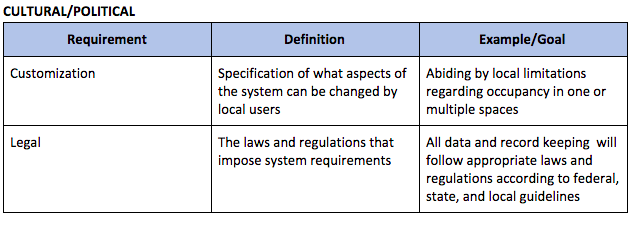 CULTURAL/POLITICAL
Requirement
Definition
Example/Goal
Customization
Specification of what aspects of
the system can be changed by
local users
Abiding by local limitations
regarding occupancy in one or
multiple spaces
Legal
The laws and regulations that
impose system requirements
All data and record keeping will
follow appropriate laws and
regulations according to federal,
state, and local guidelines